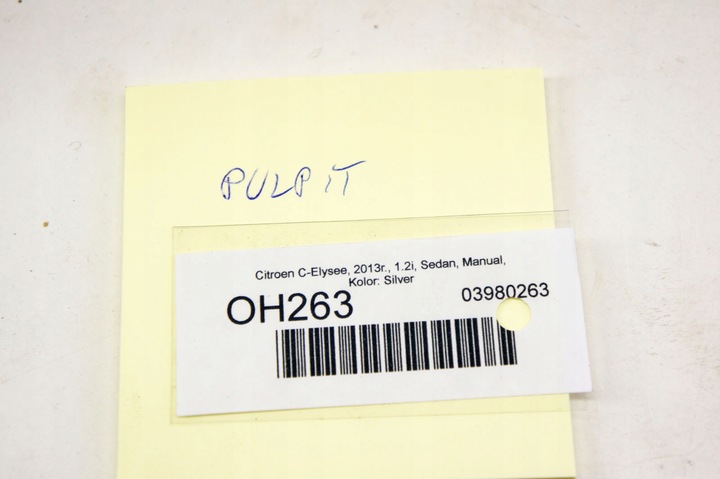 PULPIT
Citroen C-Elysee, 2013r., 1.2i, Sedan, Manual,
Kolor: Silver
OH263
03980263